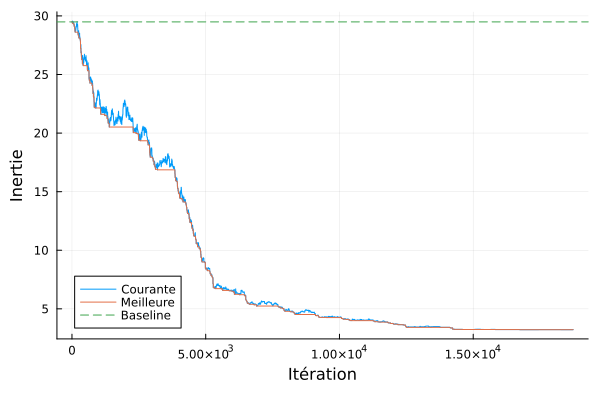 30
25
20
15
10
5
Inertie
Courante
Meilleure
Baseline
0
5.00×10³
1.00×10⁴
1.50×10⁴
Itération